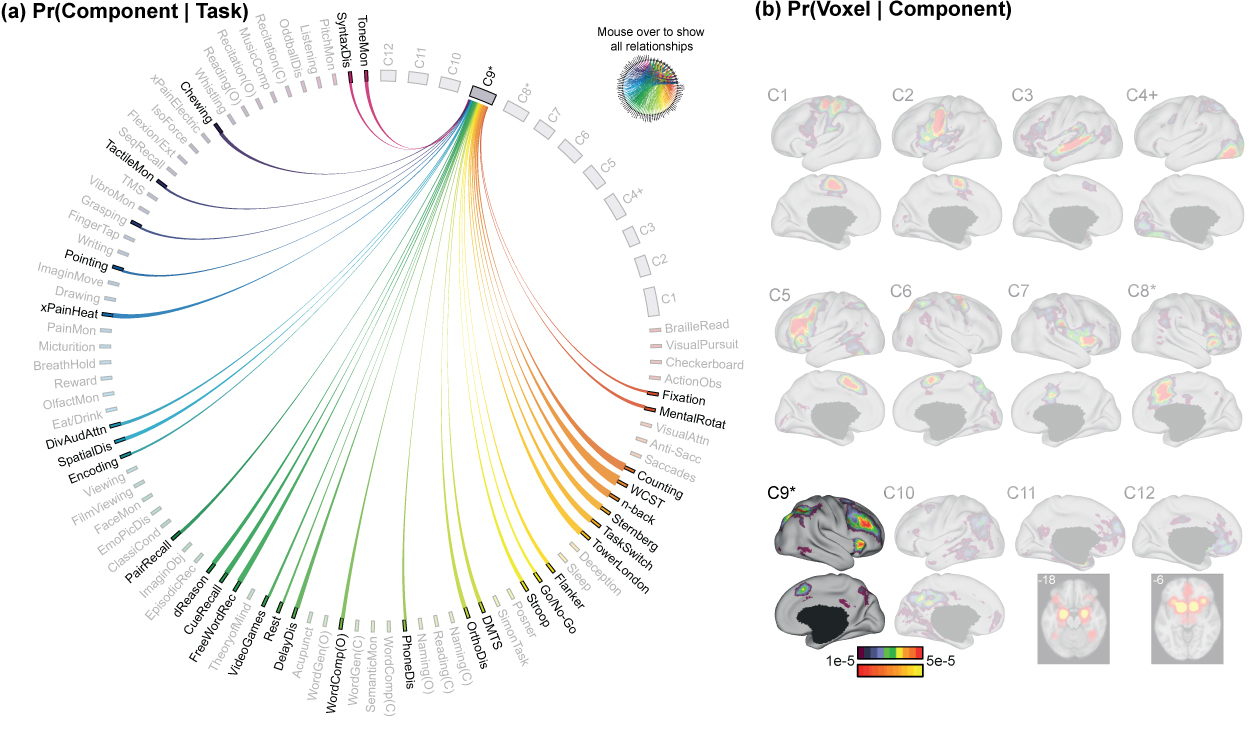 (a) Pr(Component | Task)
(b) Pr(Voxel | Component)
Mouse over to show
all relationships
ToneMon
SyntaxDis
PitchMon
Listening
OddballDis
Recitation(C)
MusicComp
Recitation(O)
Reading(O)
Whistling
Chewing
xPainElectric
IsoForce
Flexion/Ext
SeqRecall
TactileMon
TMS
VibroMon
Grasping
FingerTap
Writing
Pointing
ImaginMove
Drawing
xPainHeat
PainMon
Micturition
BreathHold
Reward
OlfactMon
Eat/Drink
DivAudAttn
SpatialDis
Encoding
Viewing
FilmViewing
FaceMon
EmoPicDis
ClassiCond
PairRecall
ImaginObj
EpisodicRec
dReason
CueRecall
FreeWordRec
TheoryofMind
VideoGames
Rest
DelayDis
Acupunct
WordGen(O)
WordComp(O)
WordGen(C)
SemanticMon
WordComp(C)
PhoneDis
Naming(O)
Reading(C)
Naming(C)
OrthoDis
DMTS
SimonTask
Posner
Stroop
Go/No-Go
Flanker
Sleep
Deception
TowerLondon
TaskSwitch
Sternberg
n-back
WCST
Counting
Saccades
Anti-Sacc
VisualAttn
MentalRotat
Fixation
ActionObs
Checkerboard
VisualPursuit
BrailleRead
C1
C2
C3
C4+
C5
C6
C7
C8*
C9*
C10
C11
C12
C1
C2
C3
C4+
C5
C6
C7
C8*
C9*
C10
C11
C12
-18
-6
1e-5
5e-5